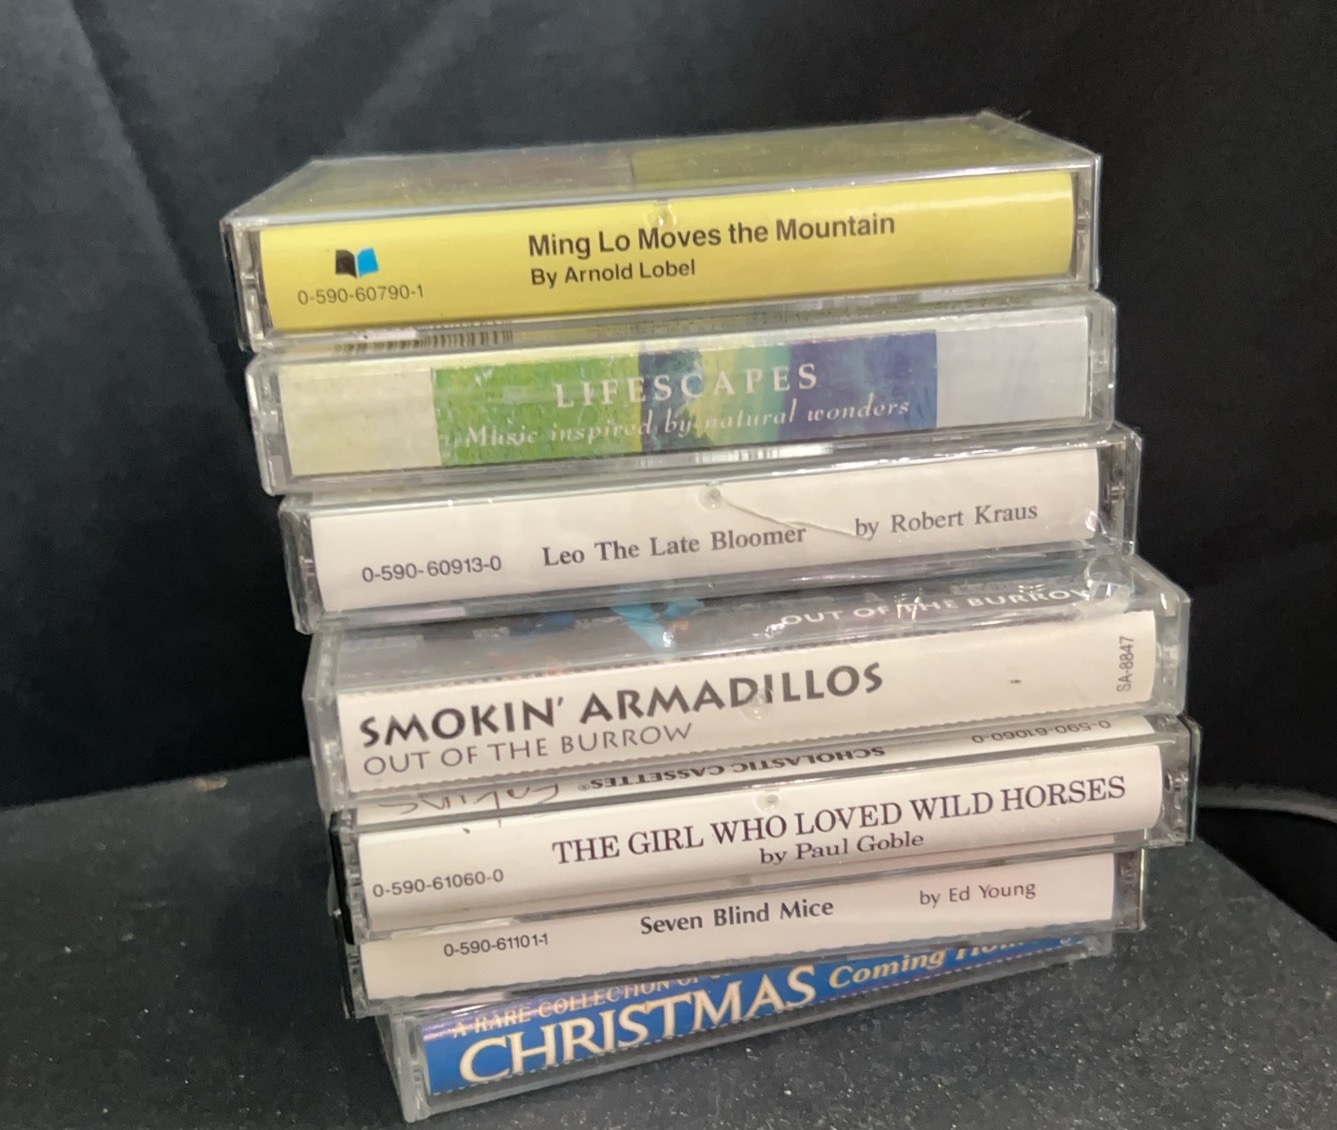 Ming Lo Moves the Mountain
By Arnold Lobel
0-590-60790-1
LIFESCAPES
Music inspired by natural wonders
0-590-60913-0 Leo The Late Bloomer by Robert Kraus
OUT OF THE BURROW
SMOKIN' ARMADILLOS
OUT OF THE BURROW
SA-8847
SCHOLASTIC CASSETTES® 0-590-61060-0
THE GIRL WHO LOVED WILD HORSES
by Paul Goble
0-590-61060-0
0-590-61101-1 Seven Blind Mice by Ed Young
A RARE COLLECTION OF
CHRISTMAS Coming